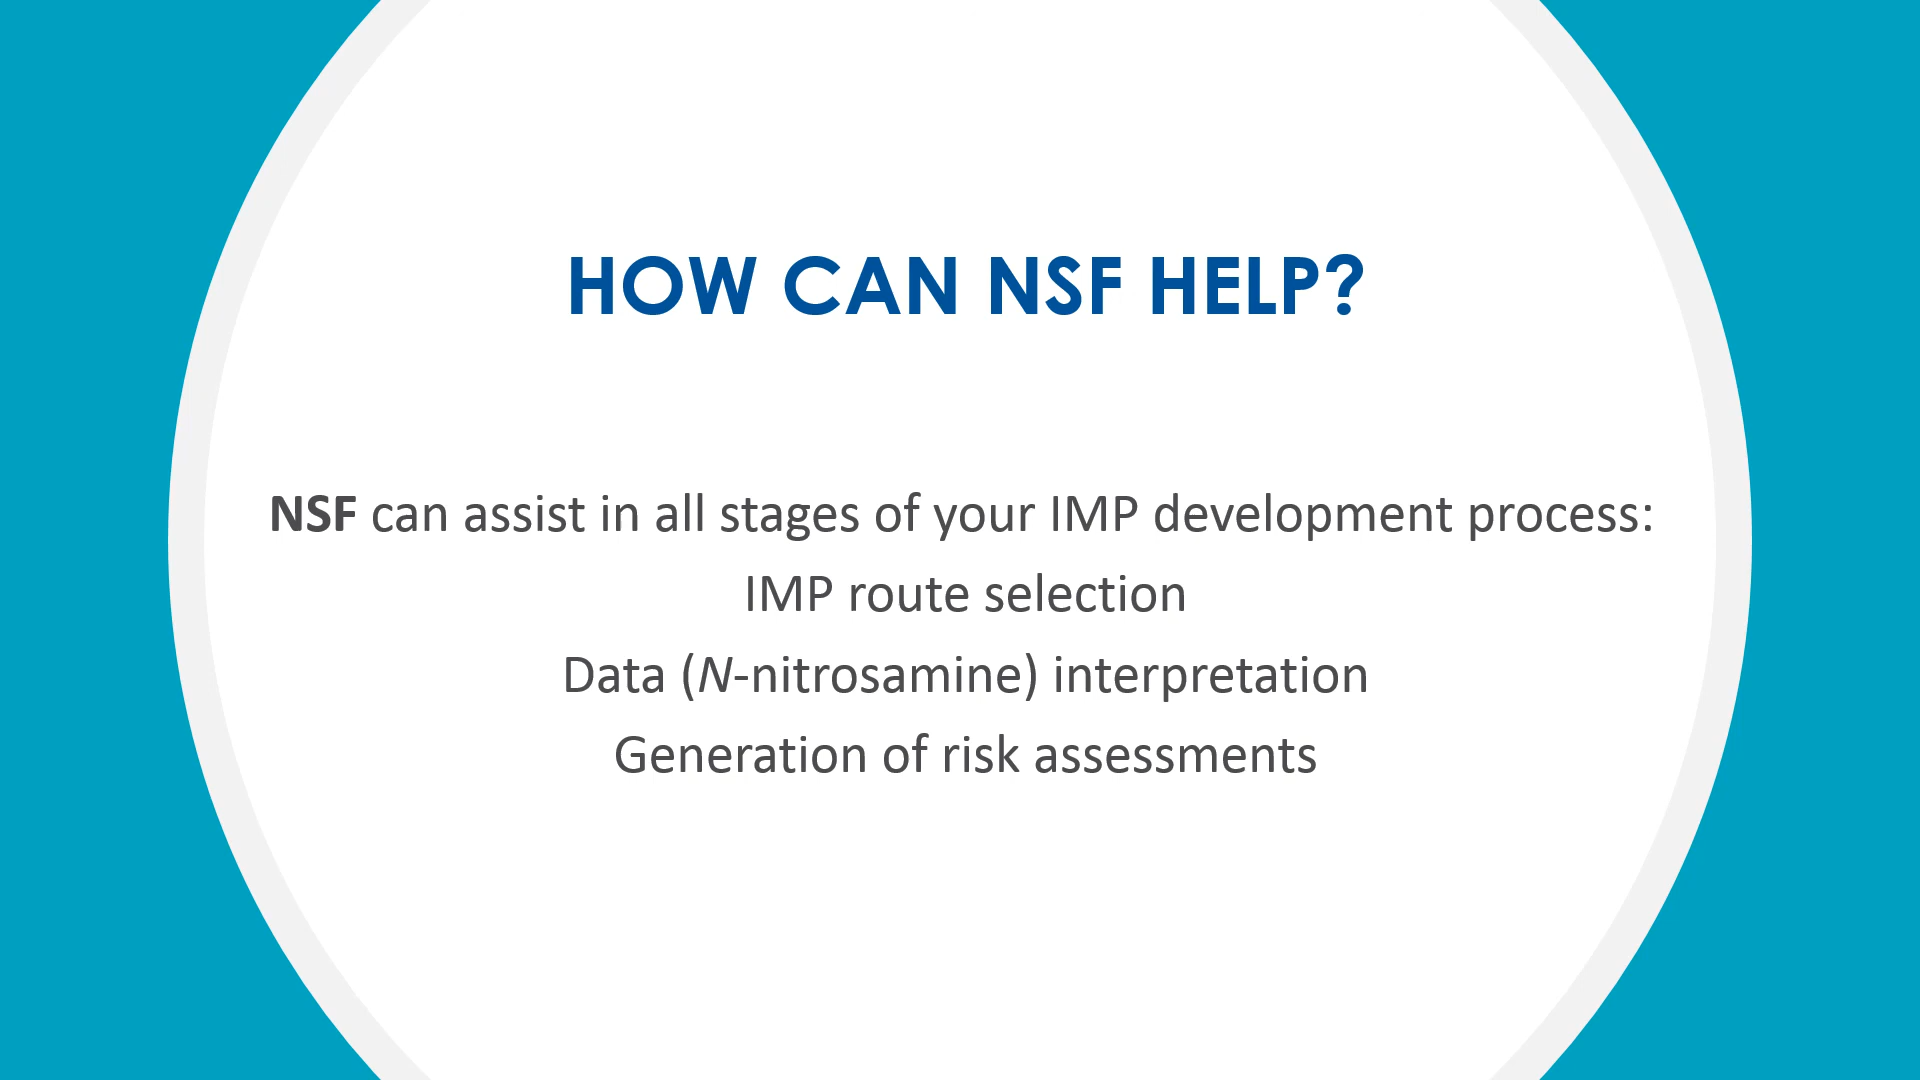 HOW CAN NSF HELP?
NSF can assist in all stages of your IMP development process:
IMP route selection
Data (N-nitrosamine) interpretation
Generation of risk assessments